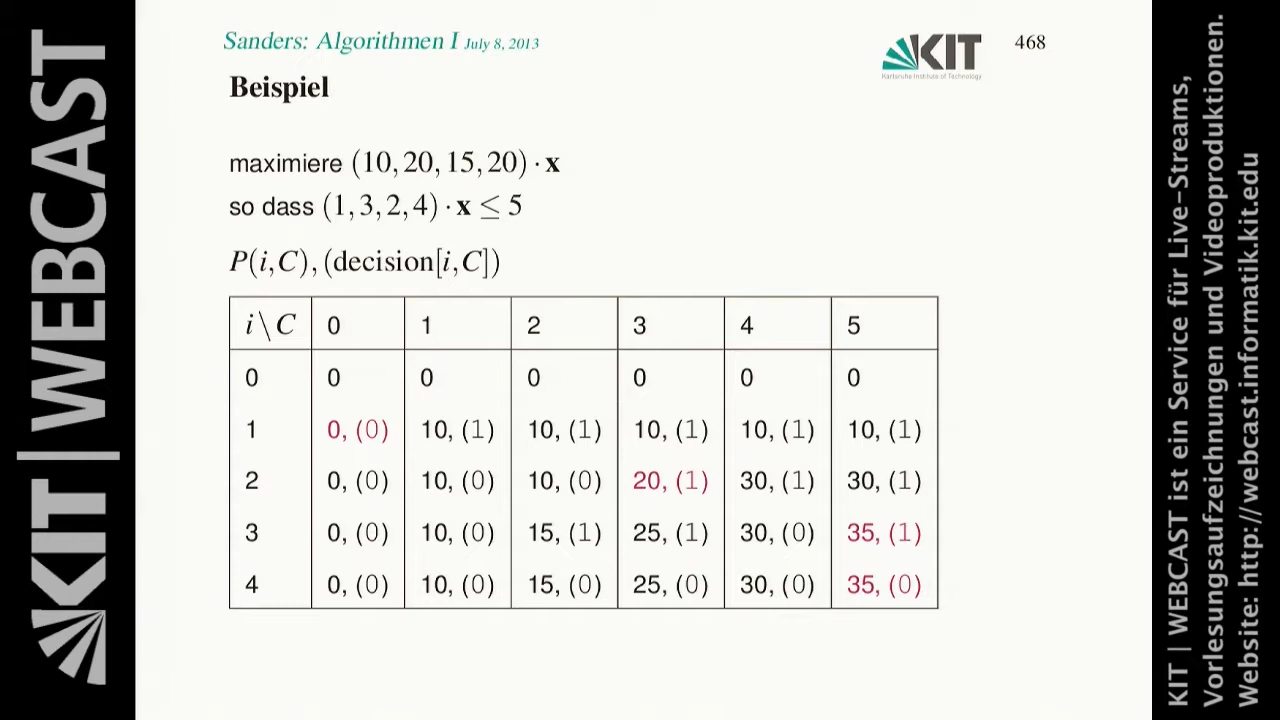 KIT | WEBCAST
Sanders: Algorithmen I July 8, 2013
KIT
Karlsruhe Institute of Technology
468
Beispiel
maximiere (10, 20, 15, 20) · x
so dass (1, 3, 2, 4) · x ≤ 5
P(i,C), (decision[i,C])
i \ C 0 1 2 3 4 5
0 0 0 0 0 0 0
1 0, (0) 10, (1) 10, (1) 10, (1) 10, (1) 10, (1)
2 0, (0) 10, (0) 10, (0) 20, (1) 30, (1) 30, (1)
3 0, (0) 10, (0) 15, (1) 25, (1) 30, (0) 35, (1)
4 0, (0) 10, (0) 15, (0) 25, (0) 30, (0) 35, (0)
KIT | WEBCAST ist ein Service für Live-Streams,
Vorlesungsaufzeichnungen und Videoproduktionen.
Website: http://webcast.informatik.kit.edu